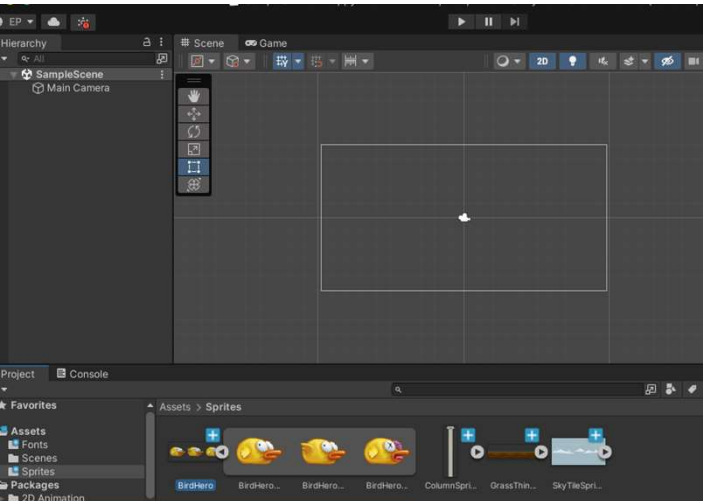 EP
Hierarchy
Scene
Game
All
2D
SampleScene
Main Camera
Project
Console
Favorites
Assets > Sprites
Assets
Fonts
Scenes
Sprites
Packages
2D Animation
BirdHero
BirdHero...
BirdHero...
BirdHero...
ColumnSpri...
GrassThin...
SkyTileSpri...